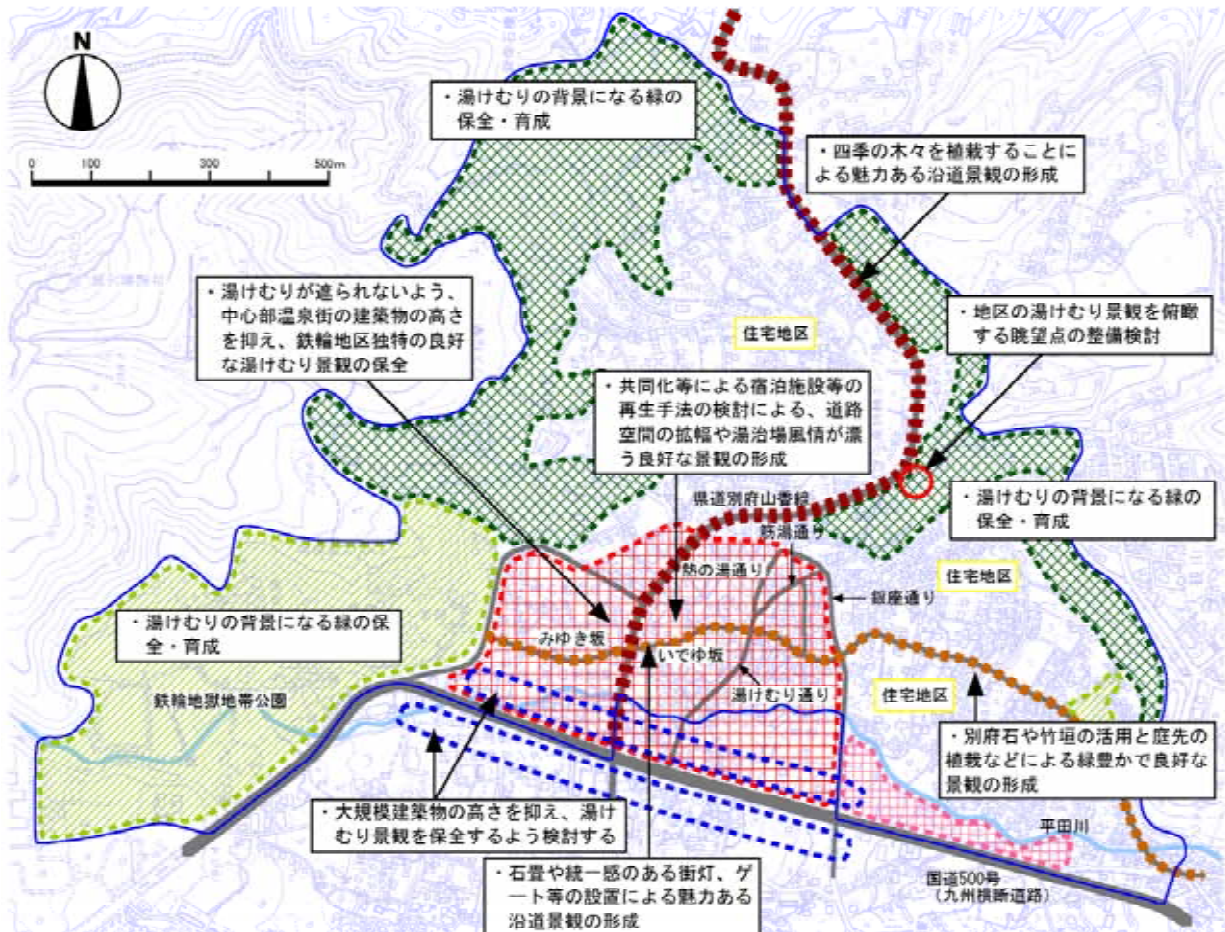 N
0 100 300 500m
・湯けむりの背景になる緑の
保全・育成
・四季の木々を植栽することに
よる魅力ある沿道景観の形成
・湯けむりが遮られないよう、
中心部温泉街の建築物の高さ
を抑え、鉄輪地区独特の良好
な湯けむり景観の保全
住宅地区
・地区の湯けむり景観を俯瞰
する眺望点の整備検討
・共同化等による宿泊施設等の
再生手法の検討による、道路
空間の拡幅や湯治場風情が漂
う良好な景観の形成
県道別府山香線
・湯けむりの背景になる緑の
保全・育成
筋湯通り
熱の湯通り
住宅地区
銀座通り
・湯けむりの背景になる緑の保
全・育成
みゆき坂
いでゆ坂
湯けむり通り
住宅地区
鉄輪地獄地帯公園
・別府石や竹垣の活用と庭先の
植栽などによる緑豊かで良好な
景観の形成
・大規模建築物の高さを抑え、湯け
むり景観を保全するよう検討する
平田川
・石畳や統一感のある街灯、ゲ
ート等の設置による魅力ある
沿道景観の形成
国道500号
（九州横断道路）